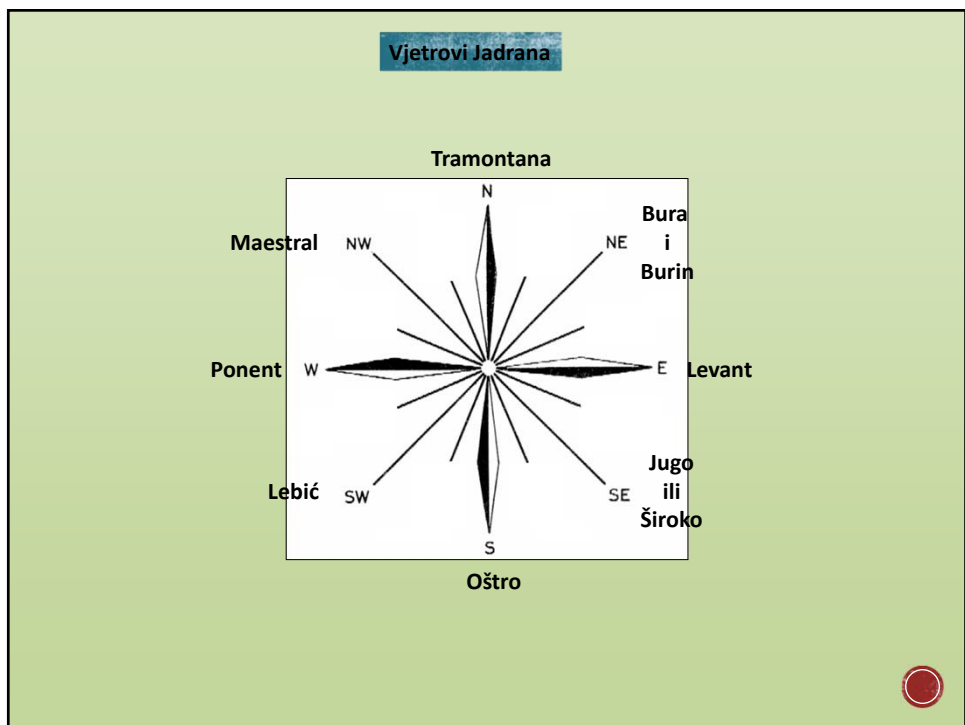 Vjetrovi Jadrana
Tramontana
N
Maestral
NW
NE
Bura
i
Burin
Ponent
W
E
Levant
Lebić
SW
SE
Jugo
ili
Široko
S
Oštro